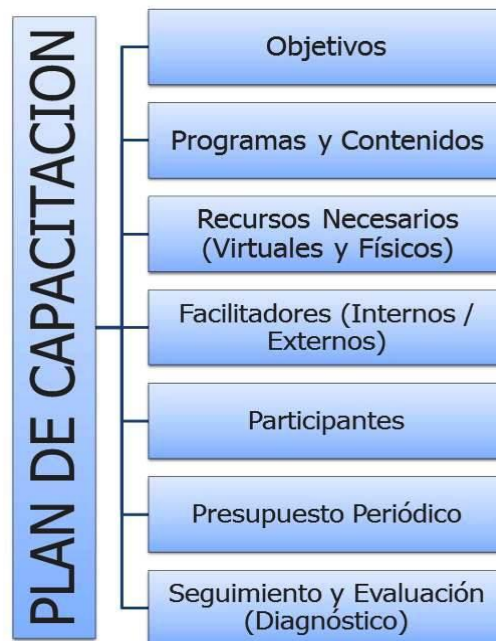 PLAN DE CAPACITACION
Objetivos
Programas y Contenidos
Recursos Necesarios
(Virtuales y Físicos)
Facilitadores (Internos /
Externos)
Participantes
Presupuesto Periódico
Seguimiento y Evaluación
(Diagnóstico)